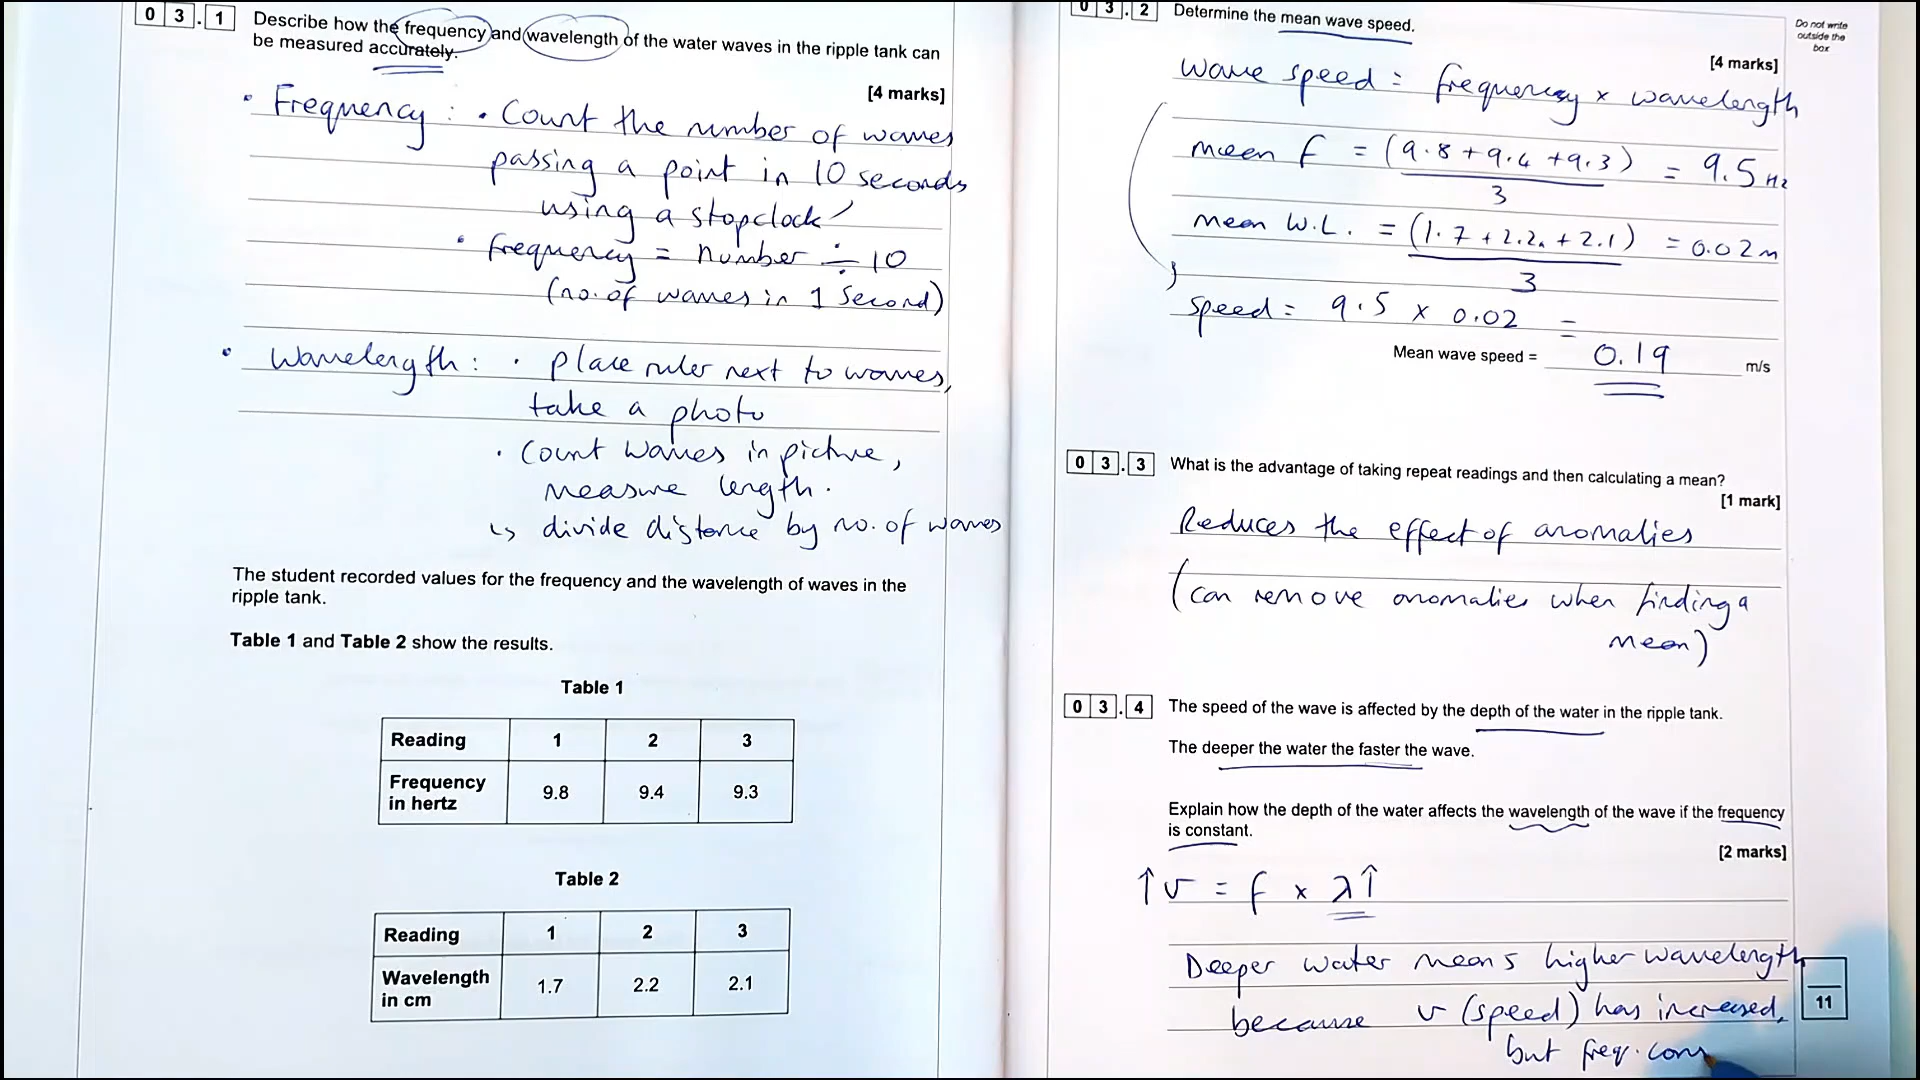 0 3 . 1 Describe how the frequency and wavelength of the water waves in the ripple tank can
be measured accurately.
[4 marks]
• Frequency : • Count the number of waves
passing a point in 10 seconds
using a stopclock
• frequency = number ÷ 10
(no. of waves in 1 second)
• Wavelength : • place ruler next to waves,
take a photo
• Count waves in picture,
measure length.
↳ divide distance by no. of waves
The student recorded values for the frequency and the wavelength of waves in the
ripple tank.
Table 1 and Table 2 show the results.
Table 1
Reading 1 2 3
Frequency
in hertz 9.8 9.4 9.3
Table 2
Reading 1 2 3
Wavelength
in cm 1.7 2.2 2.1
0 3 . 2 Determine the mean wave speed.
Do not write
outside the
box
[4 marks]
wave speed = frequency × wavelength
mean f = (9.8 + 9.4 + 9.3) = 9.5 Hz
3
mean W.L. = (1.7 + 2.2 + 2.1) = 0.02 m
3
speed = 9.5 × 0.02 =
Mean wave speed = 0.19 m/s
0 3 . 3 What is the advantage of taking repeat readings and then calculating a mean?
[1 mark]
Reduces the effect of anomalies
(can remove anomalies when finding a
mean)
0 3 . 4 The speed of the wave is affected by the depth of the water in the ripple tank.
The deeper the water the faster the wave.
Explain how the depth of the water affects the wavelength of the wave if the frequency
is constant.
[2 marks]
↑ v = f × λ ↑
Deeper water means higher wavelength
because v (speed) has increased,
11
but freq. cons